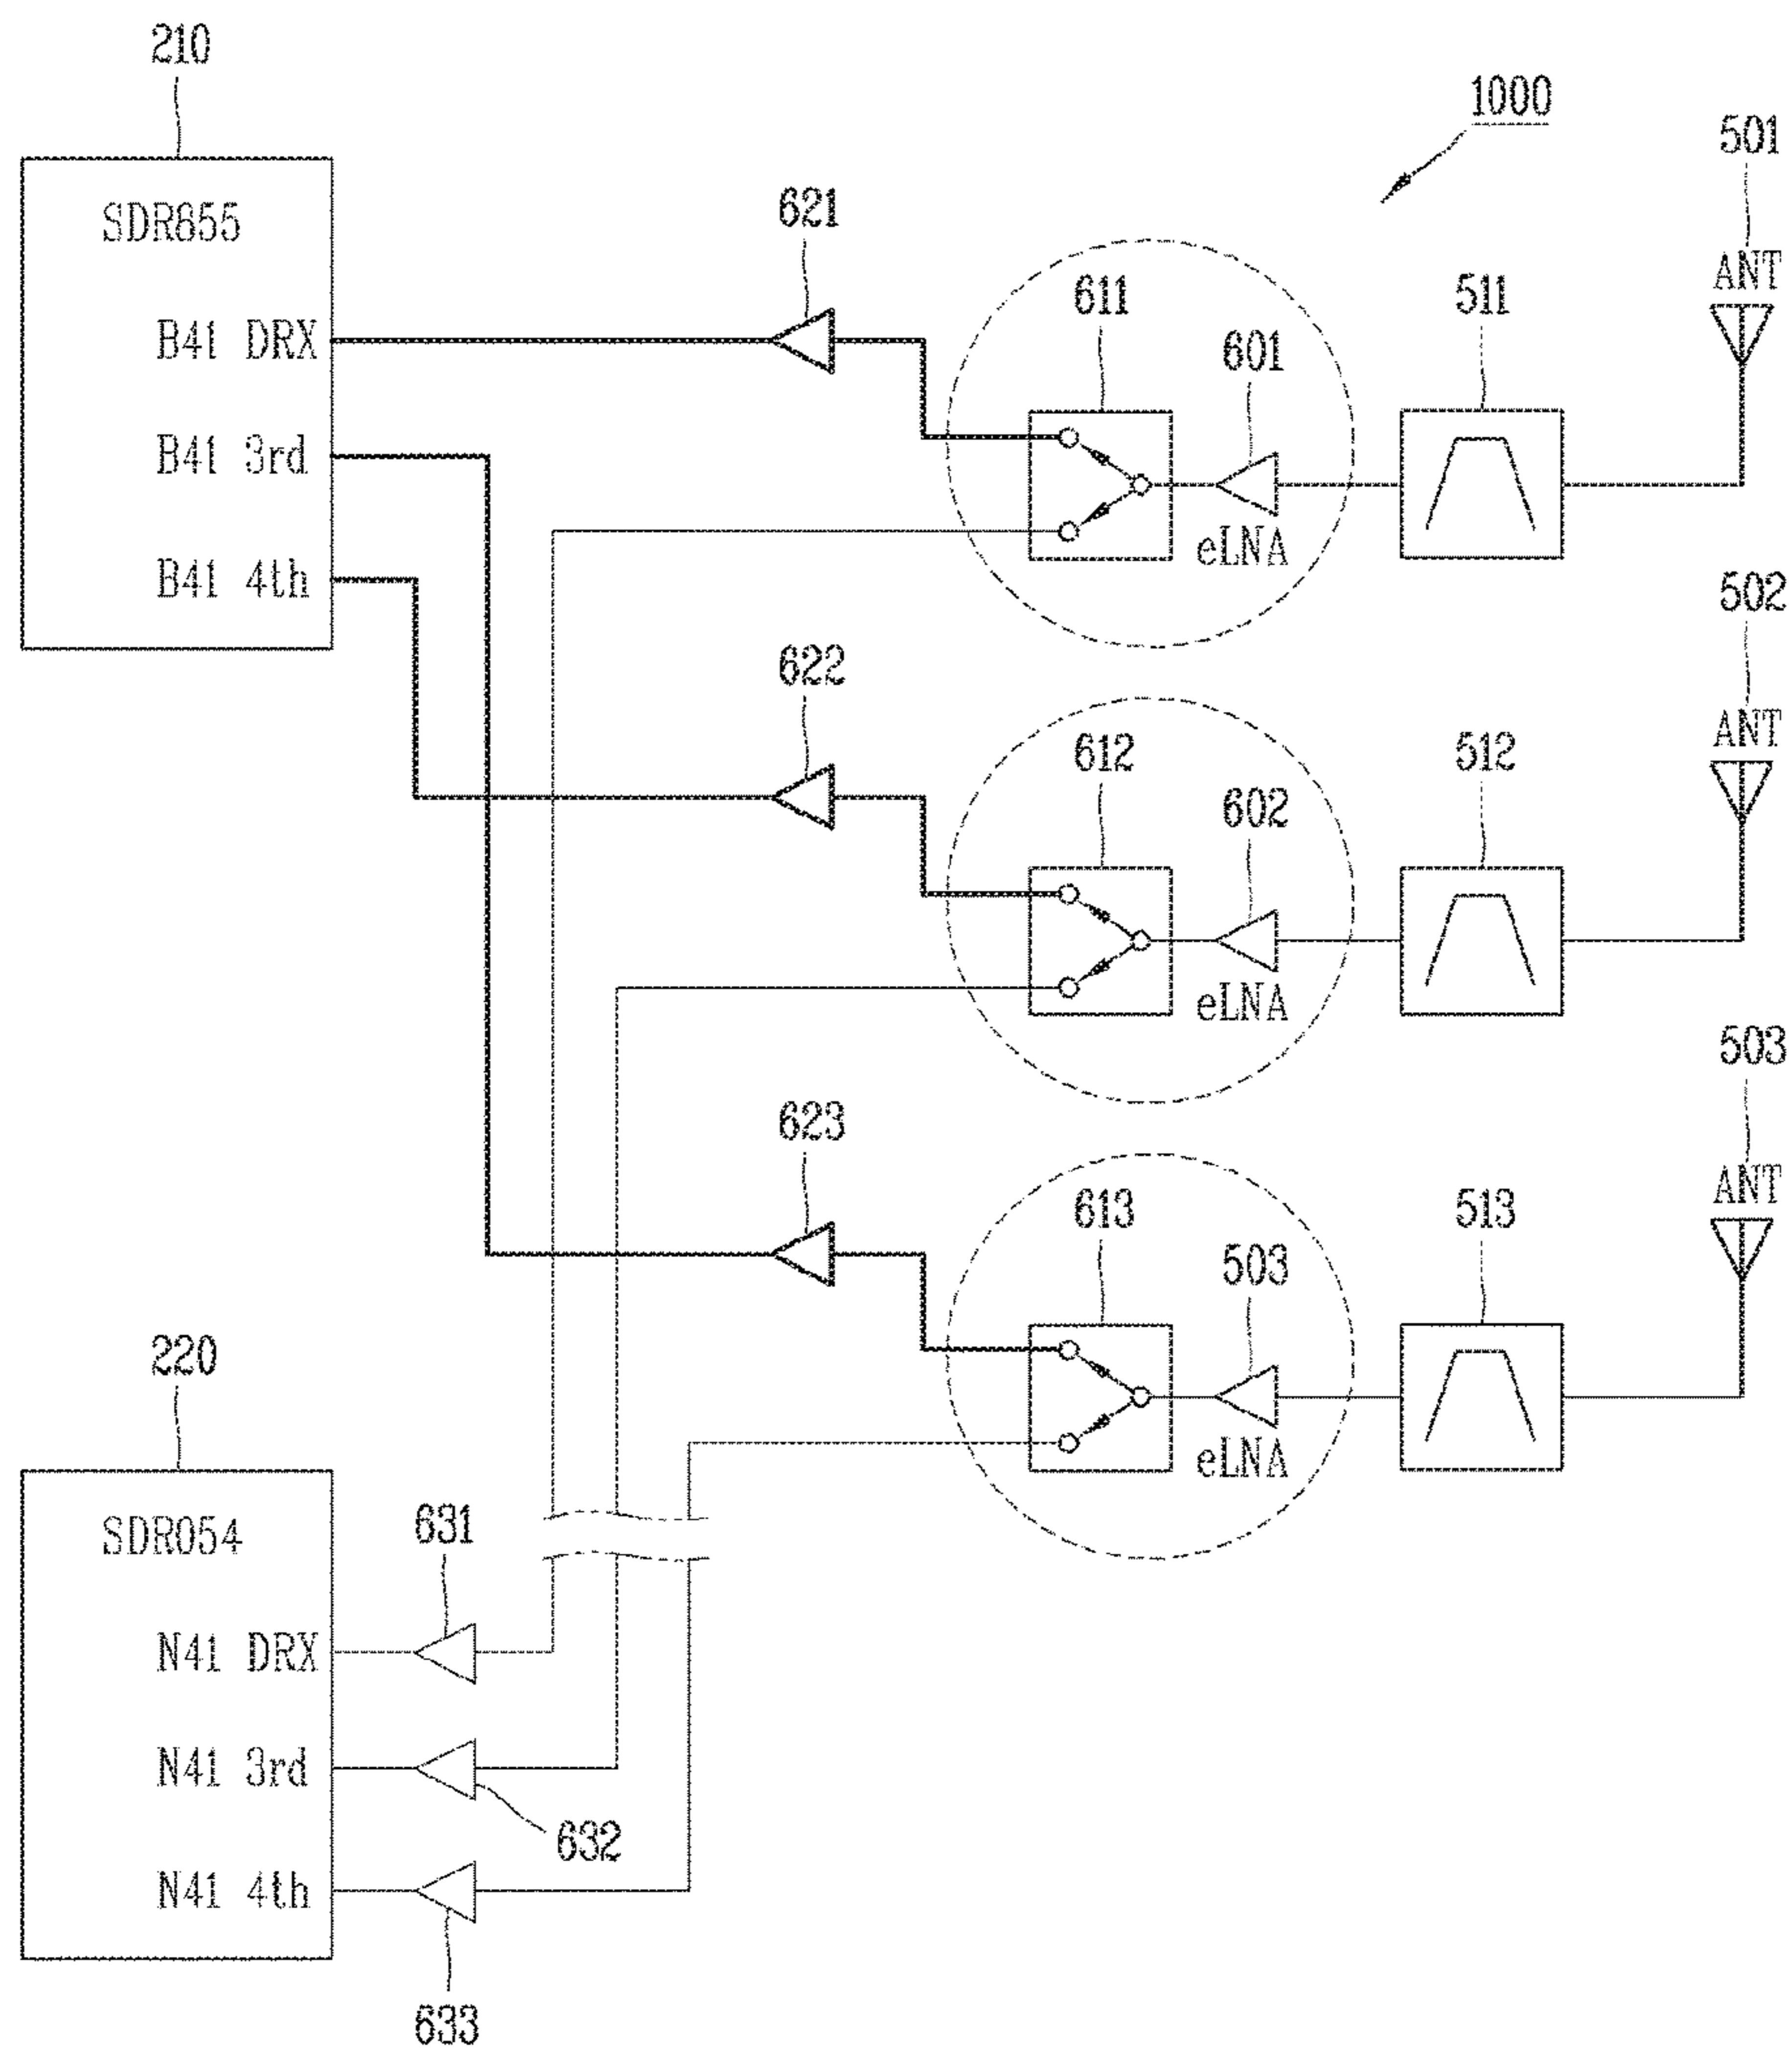 210
1000
501
SDR855
621
ANT
611
511
B41 DRX
601
B41 3rd
eLNA
B41 4th
502
622
ANT
612
512
602
eLNA
503
623
ANT
613
513
503
220
eLNA
631
SDR054
N41 DRX
N41 3rd
632
N41 4th
633